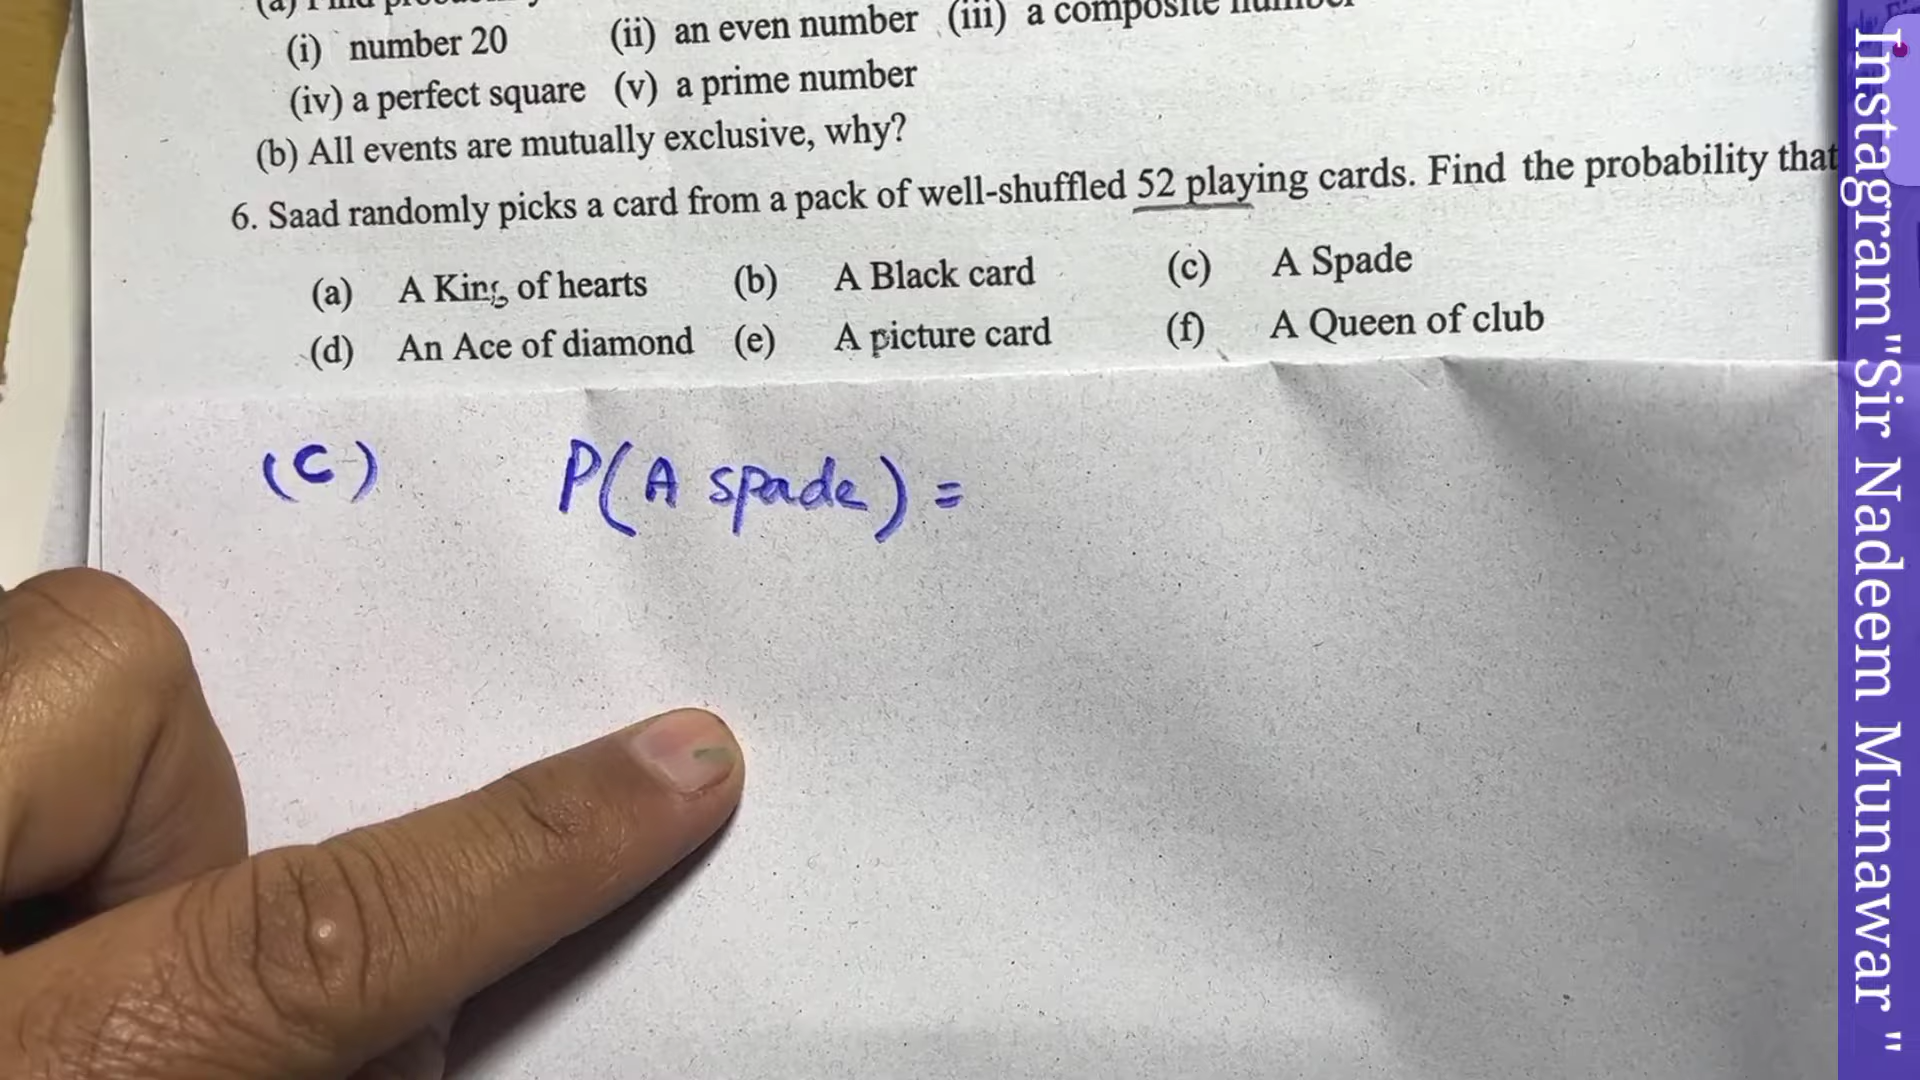 (i) number 20 (ii) an even number (iii) a composite number
(iv) a perfect square (v) a prime number
(b) All events are mutually exclusive, why?
6. Saad randomly picks a card from a pack of well-shuffled 52 playing cards. Find the probability that
(a) A King of hearts (b) A Black card (c) A Spade
(d) An Ace of diamond (e) A picture card (f) A Queen of club
(C) P(A spade) =
Instagram"Sir Nadeem Munawar "